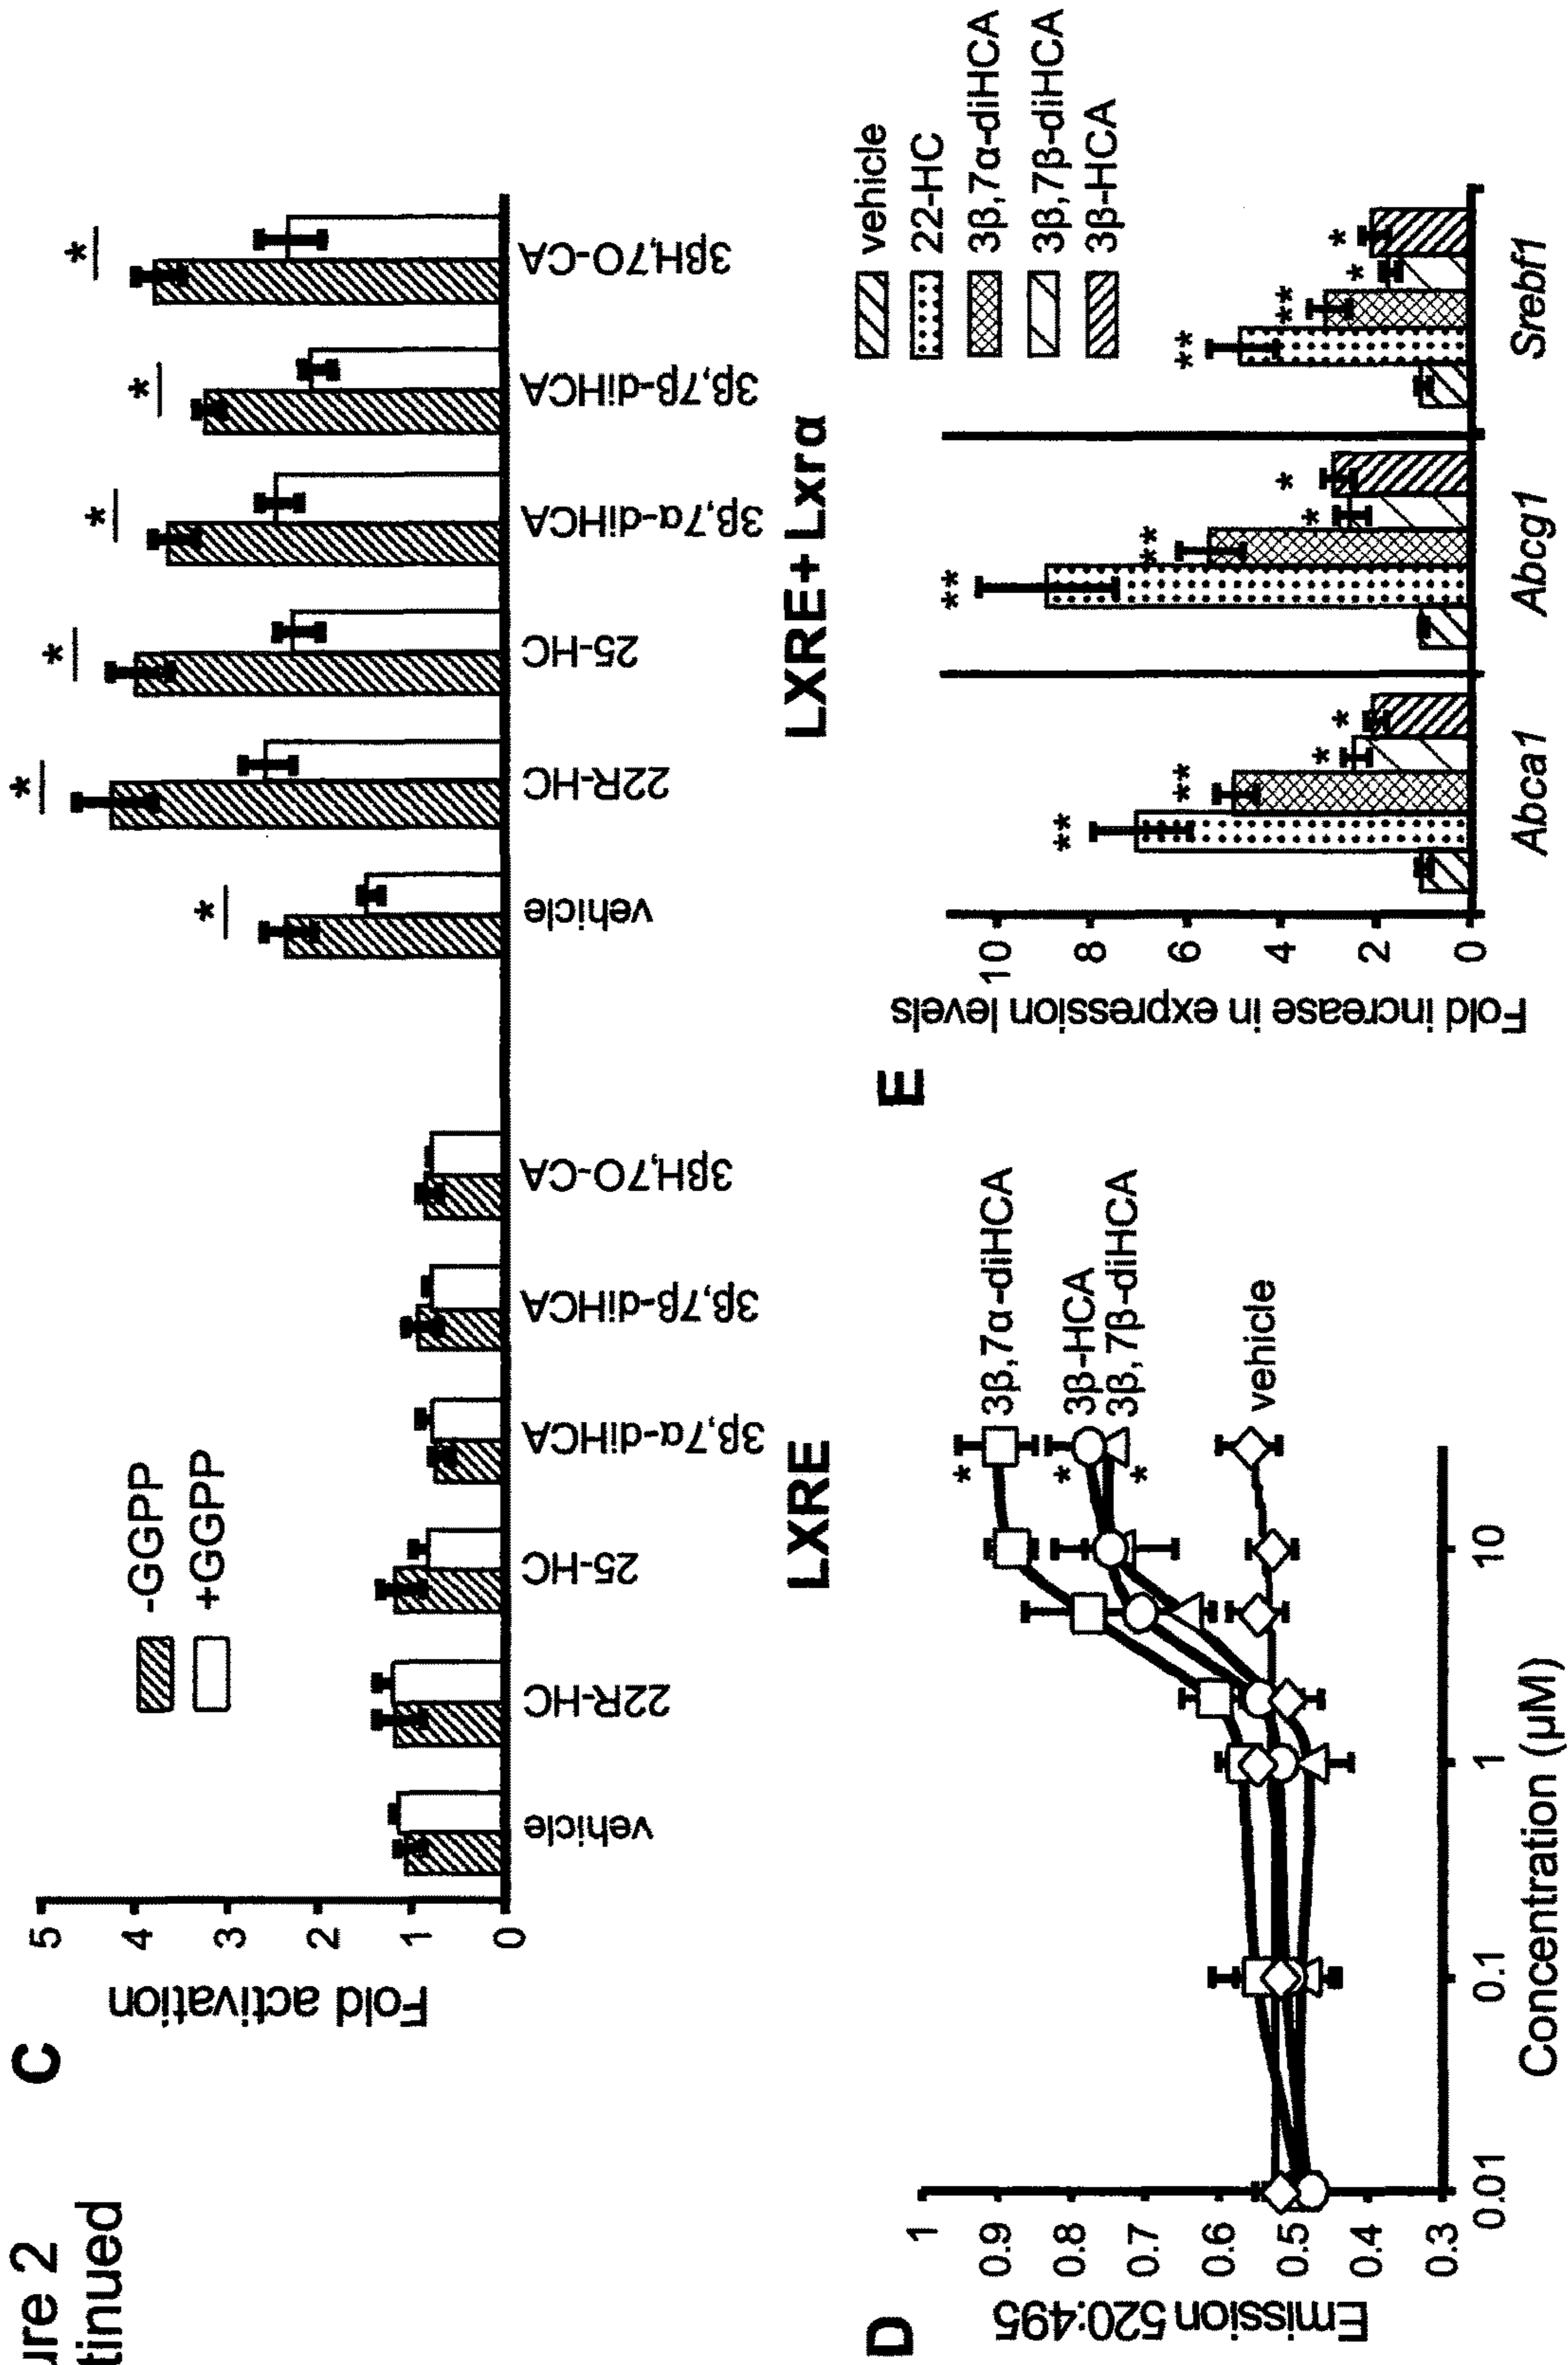 ure 2
tinued
C
Fold activation
5
4
3
2
1
0
-GGPP
+GGPP
vehicle
22R-HC
25-HC
3β,7α-diHCA
3β,7β-diHCA
3βH,7O-CA
vehicle
22R-HC
25-HC
3β,7α-diHCA
3β,7β-diHCA
3βH,7O-CA
*
*
*
*
*
*
LXRE
LXRE+Lxrα
D
Emission 520:495
1
0.9
0.8
0.7
0.6
0.5
0.4
0.3
0.01
0.1
1
10
Concentration (µM)
3β,7α-diHCA
3β-HCA
3β,7β-diHCA
vehicle
*
*
*
E
Fold increase in expression levels
10
8
6
4
2
0
vehicle
22-HC
3β,7α-diHCA
3β,7β-diHCA
3β-HCA
**
**
*
*
**
**
*
*
**
**
*
*
Abca1
Abcg1
Srebf1